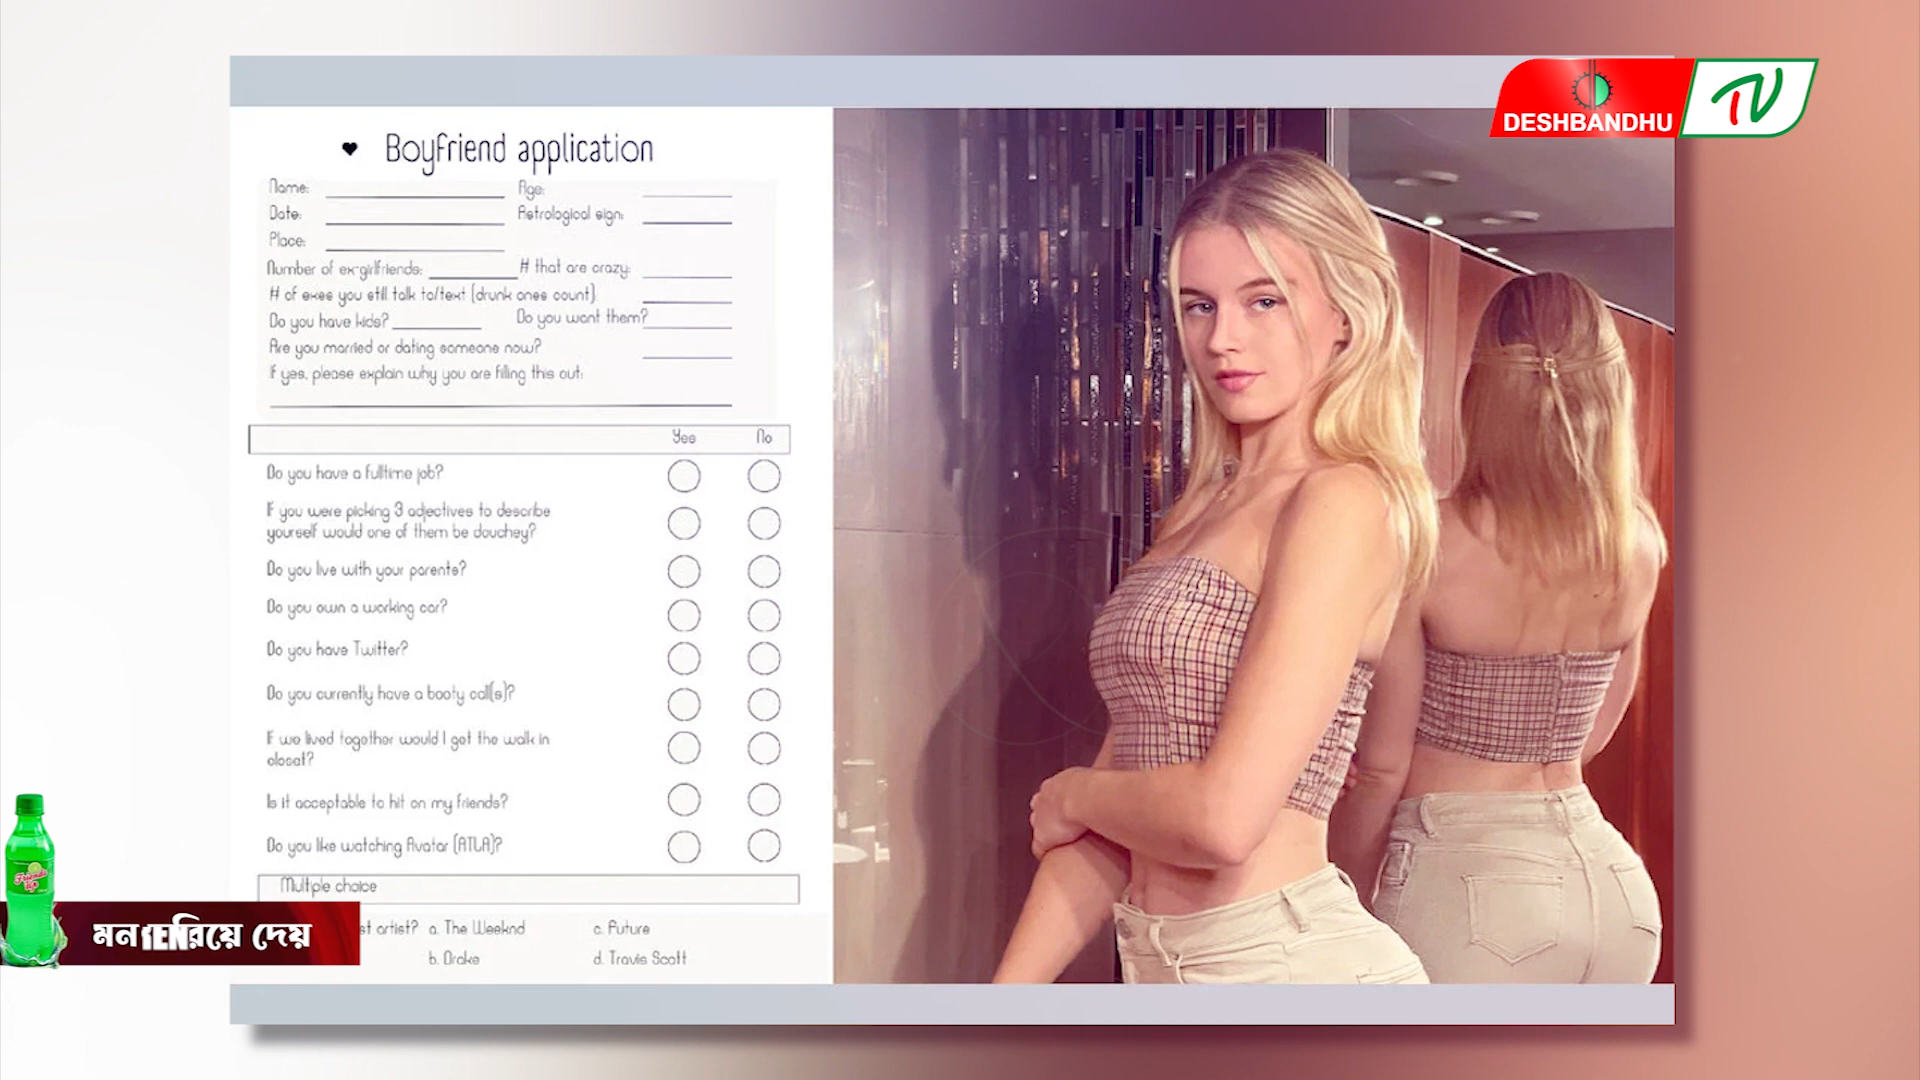 DESHBANDHU TV
Boyfriend application
Name: Age:
Date: Astrological sign:
Place:
Number of ex-girlfriends: # that are crazy:
# of exes you still talk to/text (drunk ones count)
Do you have kids? Do you want them?
Are you married or dating someone now?
If yes, please explain why you are filling this out:
Yes No
Do you have a fulltime job?
If you were picking 3 adjectives to describe
yourself would one of them be douchey?
Do you live with your parents?
Do you own a working car?
Do you have Twitter?
Do you currently have a booty call(s)?
If we lived together would I get the walk in
closet?
Is it acceptable to hit on my friends?
Do you like watching Avatar (ATLA)?
Multiple choice
artist? a. The Weeknd c. Future
b. Drake d. Travis Scott
Friends Up
মন দেয়